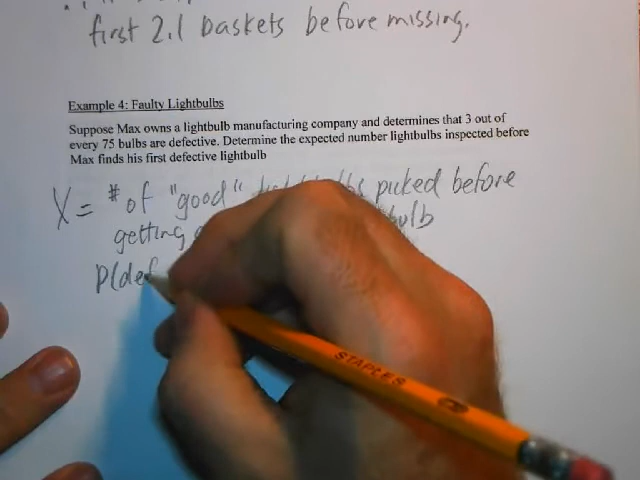 first 2.1 baskets before missing.
Example 4: Faulty Lightbulbs
Suppose Max owns a lightbulb manufacturing company and determines that 3 out of
every 75 bulbs are defective. Determine the expected number lightbulbs inspected before
Max finds his first defective lightbulb
X = # of "good" picked before
getting bulb
P(def
STAPLES